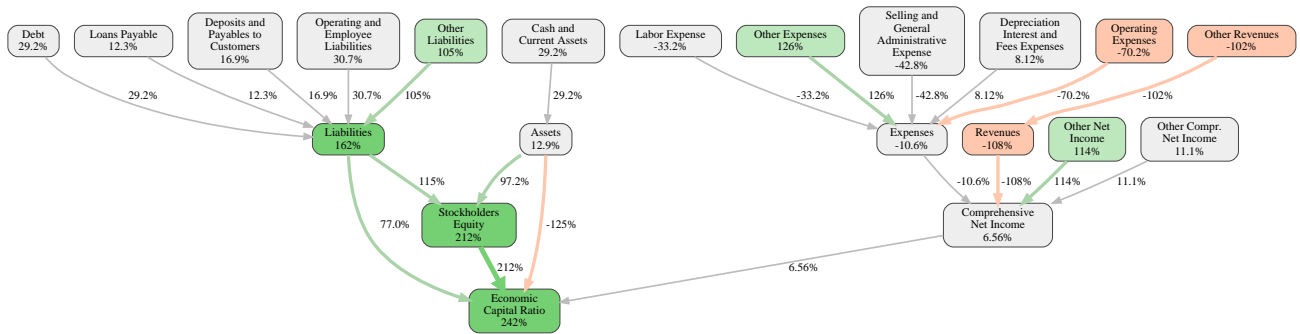 Debt
29.2%
Loans Payable
12.3%
Deposits and
Payables to
Customers
16.9%
Operating and
Employee
Liabilities
30.7%
Other
Liabilities
105%
Cash and
Current Assets
29.2%
Labor Expense
-33.2%
Other Expenses
126%
Selling and
General
Administrative
Expense
-42.8%
Depreciation
Interest and
Fees Expenses
8.12%
Operating
Expenses
-70.2%
Other Revenues
-102%
29.2%
12.3%
16.9%
30.7%
105%
29.2%
-33.2%
126%
-42.8%
8.12%
-70.2%
-102%
Liabilities
162%
Assets
12.9%
Expenses
-10.6%
Revenues
-108%
Other Net
Income
114%
Other Compr.
Net Income
11.1%
115%
97.2%
-10.6%
-108%
114%
11.1%
77.0%
Stockholders
Equity
212%
-125%
Comprehensive
Net Income
6.56%
212%
6.56%
Economic
Capital Ratio
242%